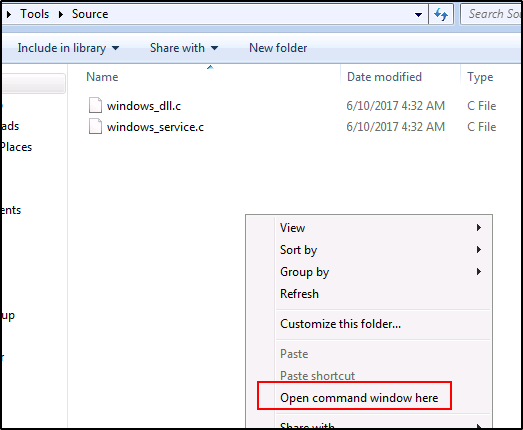 Tools Source Search Sou
Include in library Share with New folder
Name Date modified Type
windows_dll.c 6/10/2017 4:32 AM C File
windows_service.c 6/10/2017 4:32 AM C File
ads
Places
ents
up
View
Sort by
Group by
Refresh
Customize this folder...
Paste
Paste shortcut
Open command window here
Share with